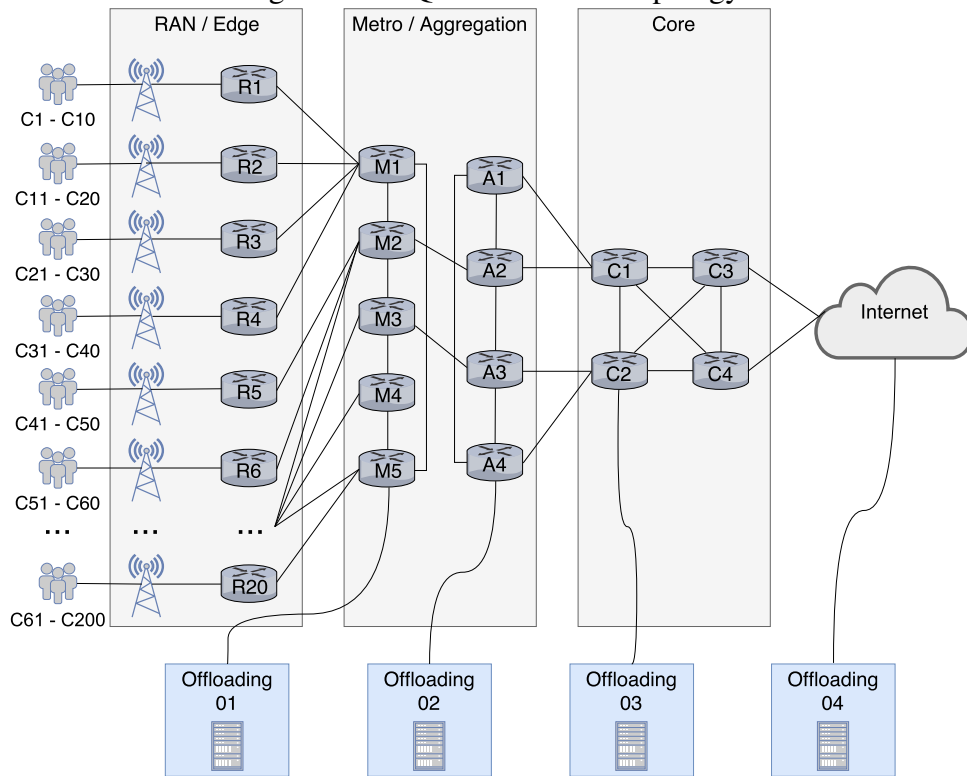 RAN / Edge
Metro / Aggregation
Core
C1 - C10
R1
C11 - C20
R2
M1
A1
C21 - C30
R3
M2
A2
C1
C3
C31 - C40
R4
M3
Internet
C41 - C50
R5
M4
A3
C2
C4
C51 - C60
R6
M5
A4
...
...
...
C61 - C200
R20
Offloading
01
Offloading
02
Offloading
03
Offloading
04